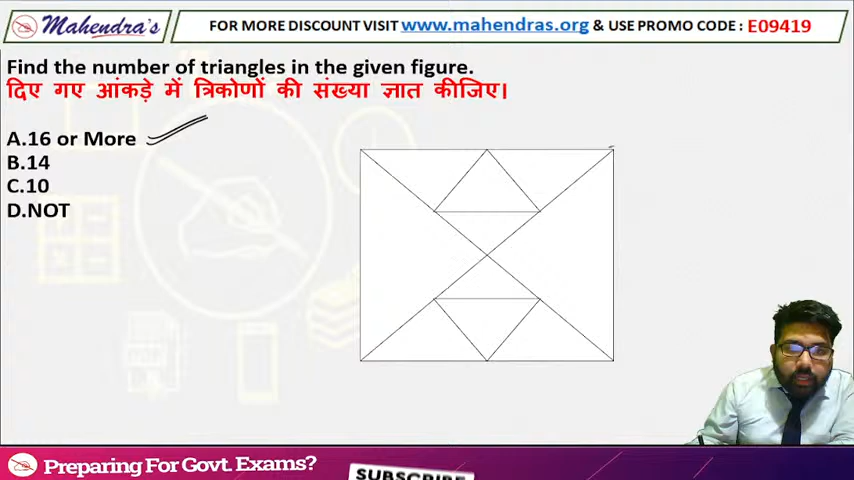 Mahendra's
FOR MORE DISCOUNT VISIT www.mahendras.org & USE PROMO CODE : E09419
Find the number of triangles in the given figure.
दिए गए आंकड़े में त्रिकोणों की संख्या ज्ञात कीजिए।
A.16 or More
B.14
C.10
D.NOT
Preparing For Govt. Exams?
SUBSCRIBE